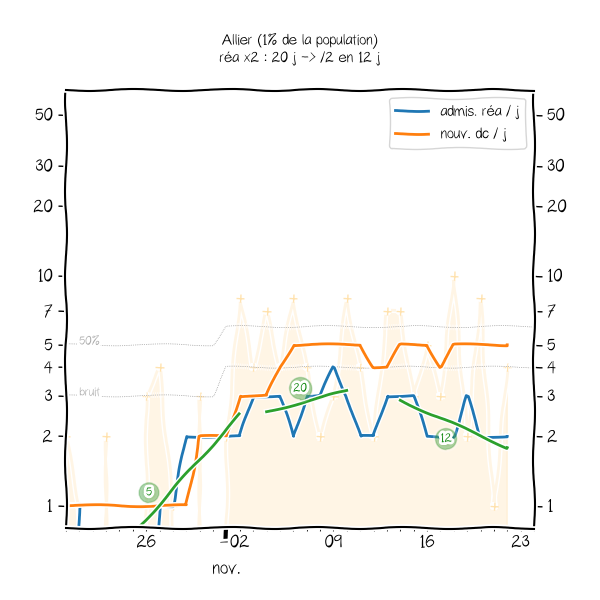 Allier (1% de la population)
réa x2 : 20 j -> /2 en 12 j
admis. réa / j
nouv. dc / j
50 50
30 30
20 20
10 10
7 7
50%
5 5
4 4
bruit
3 3
20
2 2
12
5
1 1
26 02 09 16 23
nov.